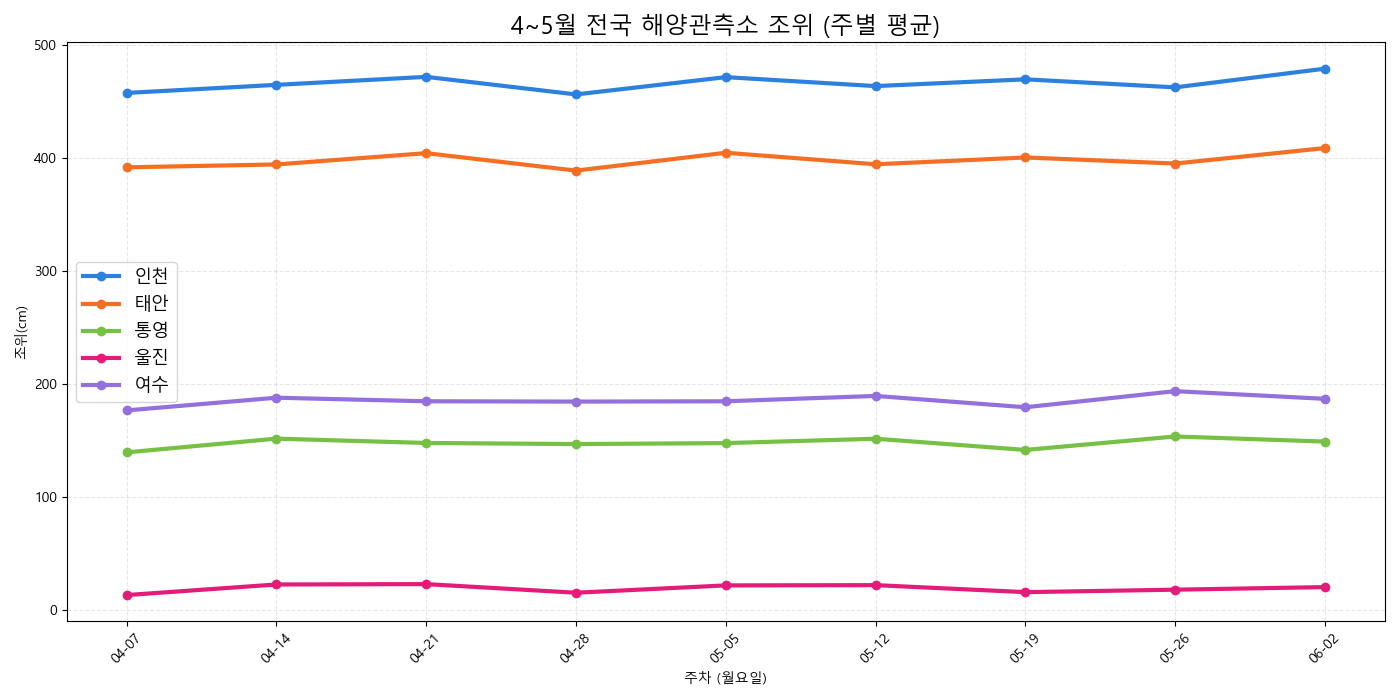 4~5월 전국 해양관측소 조위 (주별 평균)
500
400
300
200
100
0
조위(cm)
인천
태안
통영
울진
여수
04-07
04-14
04-21
04-28
05-05
05-12
05-19
05-26
06-02
주차 (월요일)